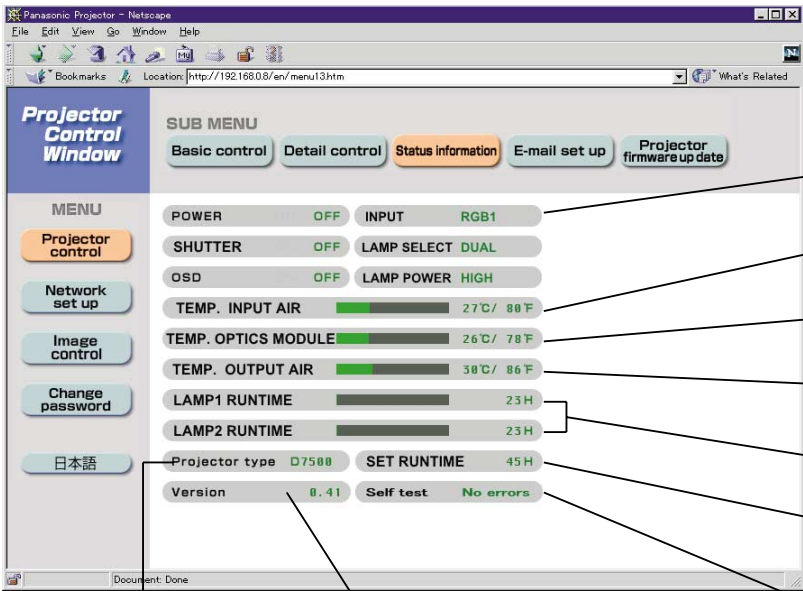 Panasonic Projector - Netscape
File Edit View Go Window Help
My
N
Bookmarks Location: http://192.168.0.8/en/menu13.htm What's Related
Projector Control Window
SUB MENU
Basic control Detail control Status information E-mail set up Projector firmware up date
MENU
Projector control
Network set up
Image control
Change password
日本語
POWER OFF INPUT RGB1
SHUTTER OFF LAMP SELECT DUAL
OSD OFF LAMP POWER HIGH
TEMP. INPUT AIR 27℃/ 80℉
TEMP. OPTICS MODULE 26℃/ 78℉
TEMP. OUTPUT AIR 30℃/ 86℉
LAMP1 RUNTIME 23H
LAMP2 RUNTIME 23H
Projector type D7500 SET RUNTIME 45H
Version 0.41 Self test No errors
Document: Done